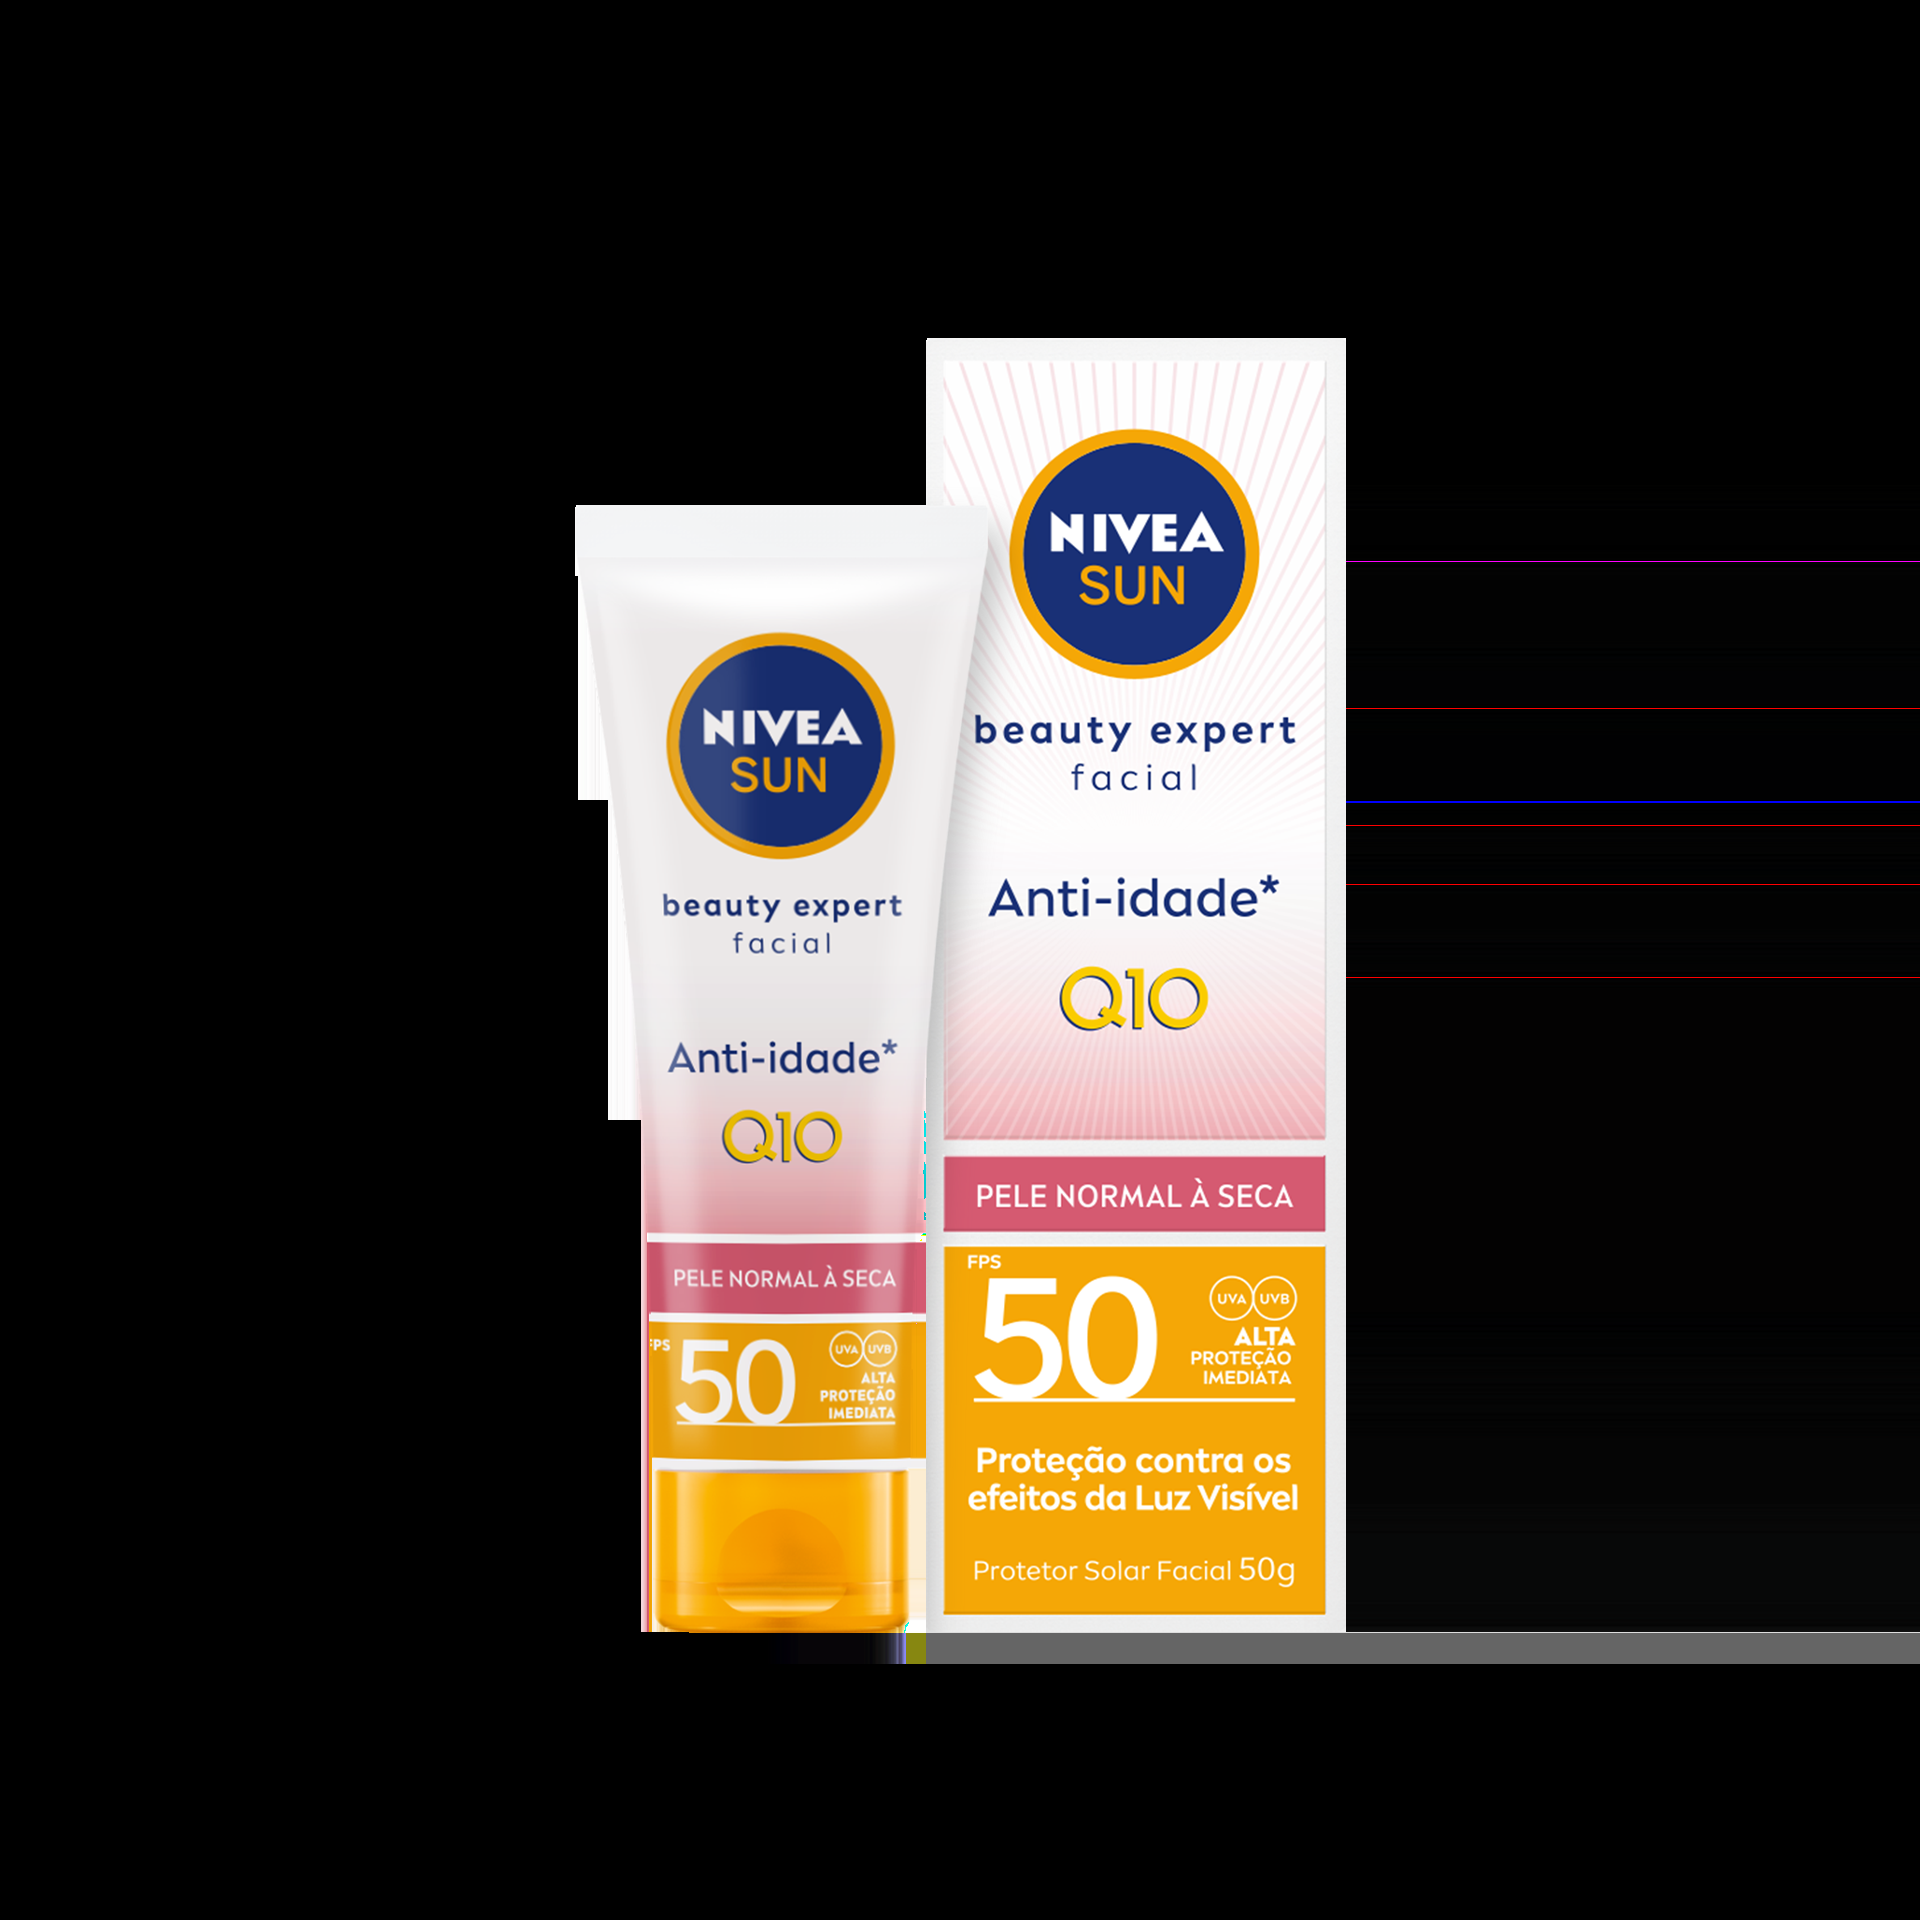 NIVEA
SUN
beauty expert
facial
Anti-idade*
Q10
PELE NORMAL À SECA
FPS
50
UVA UVB
ALTA
PROTEÇÃO
IMEDIATA
NIVEA
SUN
beauty expert
facial
Anti-idade*
Q10
PELE NORMAL À SECA
FPS
50
UVA UVB
ALTA
PROTEÇÃO
IMEDIATA
Proteção contra os
efeitos da Luz Visível
Protetor Solar Facial 50g